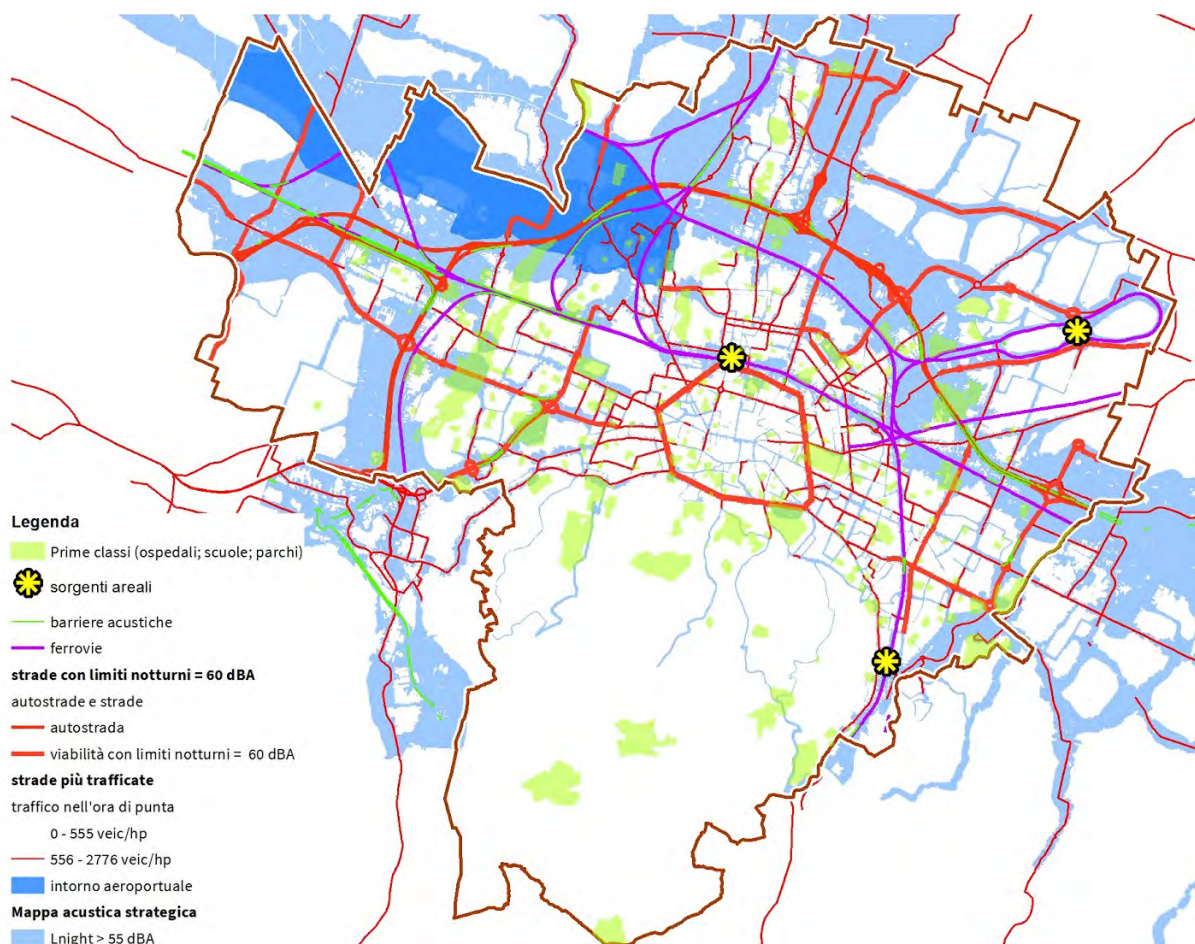 Legenda
Prime classi (ospedali; scuole; parchi)
sorgenti areali
barriere acustiche
ferrovie
strade con limiti notturni = 60 dBA
autostrade e strade
autostrada
viabilità con limiti notturni = 60 dBA
strade più trafficate
traffico nell'ora di punta
0 - 555 veic/hp
556 - 2776 veic/hp
intorno aeroportuale
Mappa acustica strategica
Lnight > 55 dBA